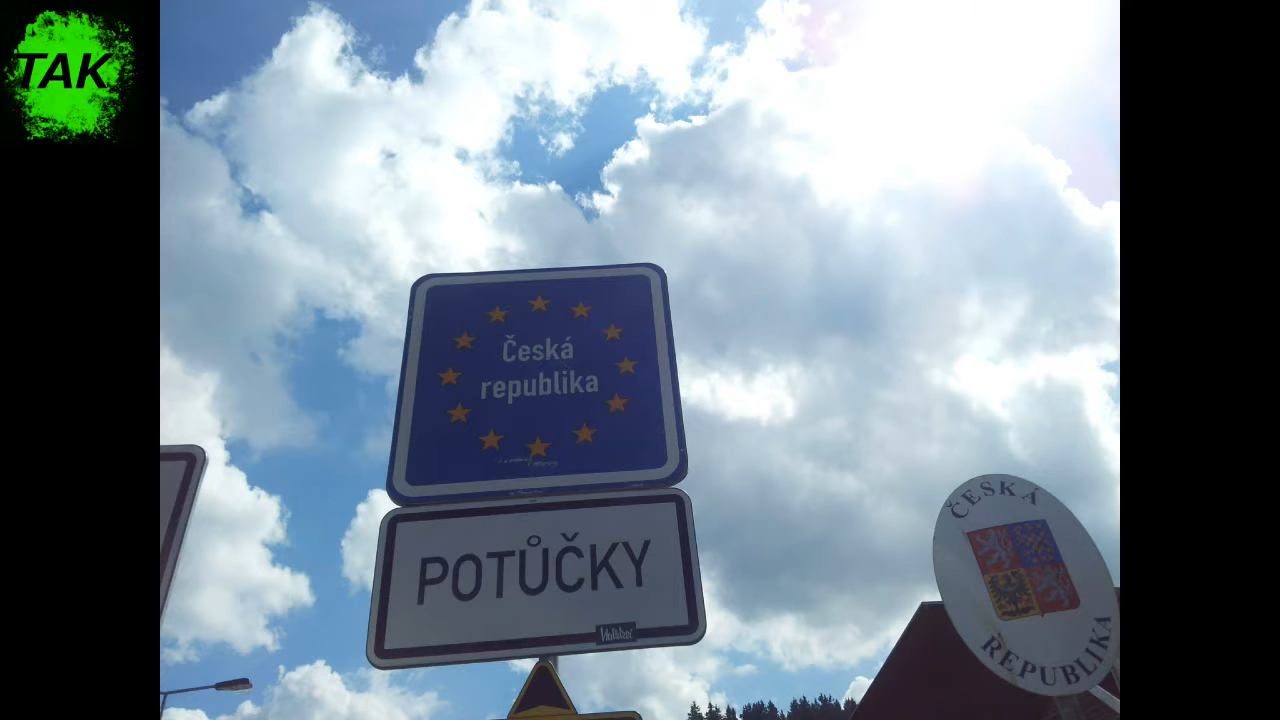 TAK
Česká
republika
POTŮČKY
ČESKÁ
REPUBLIKA